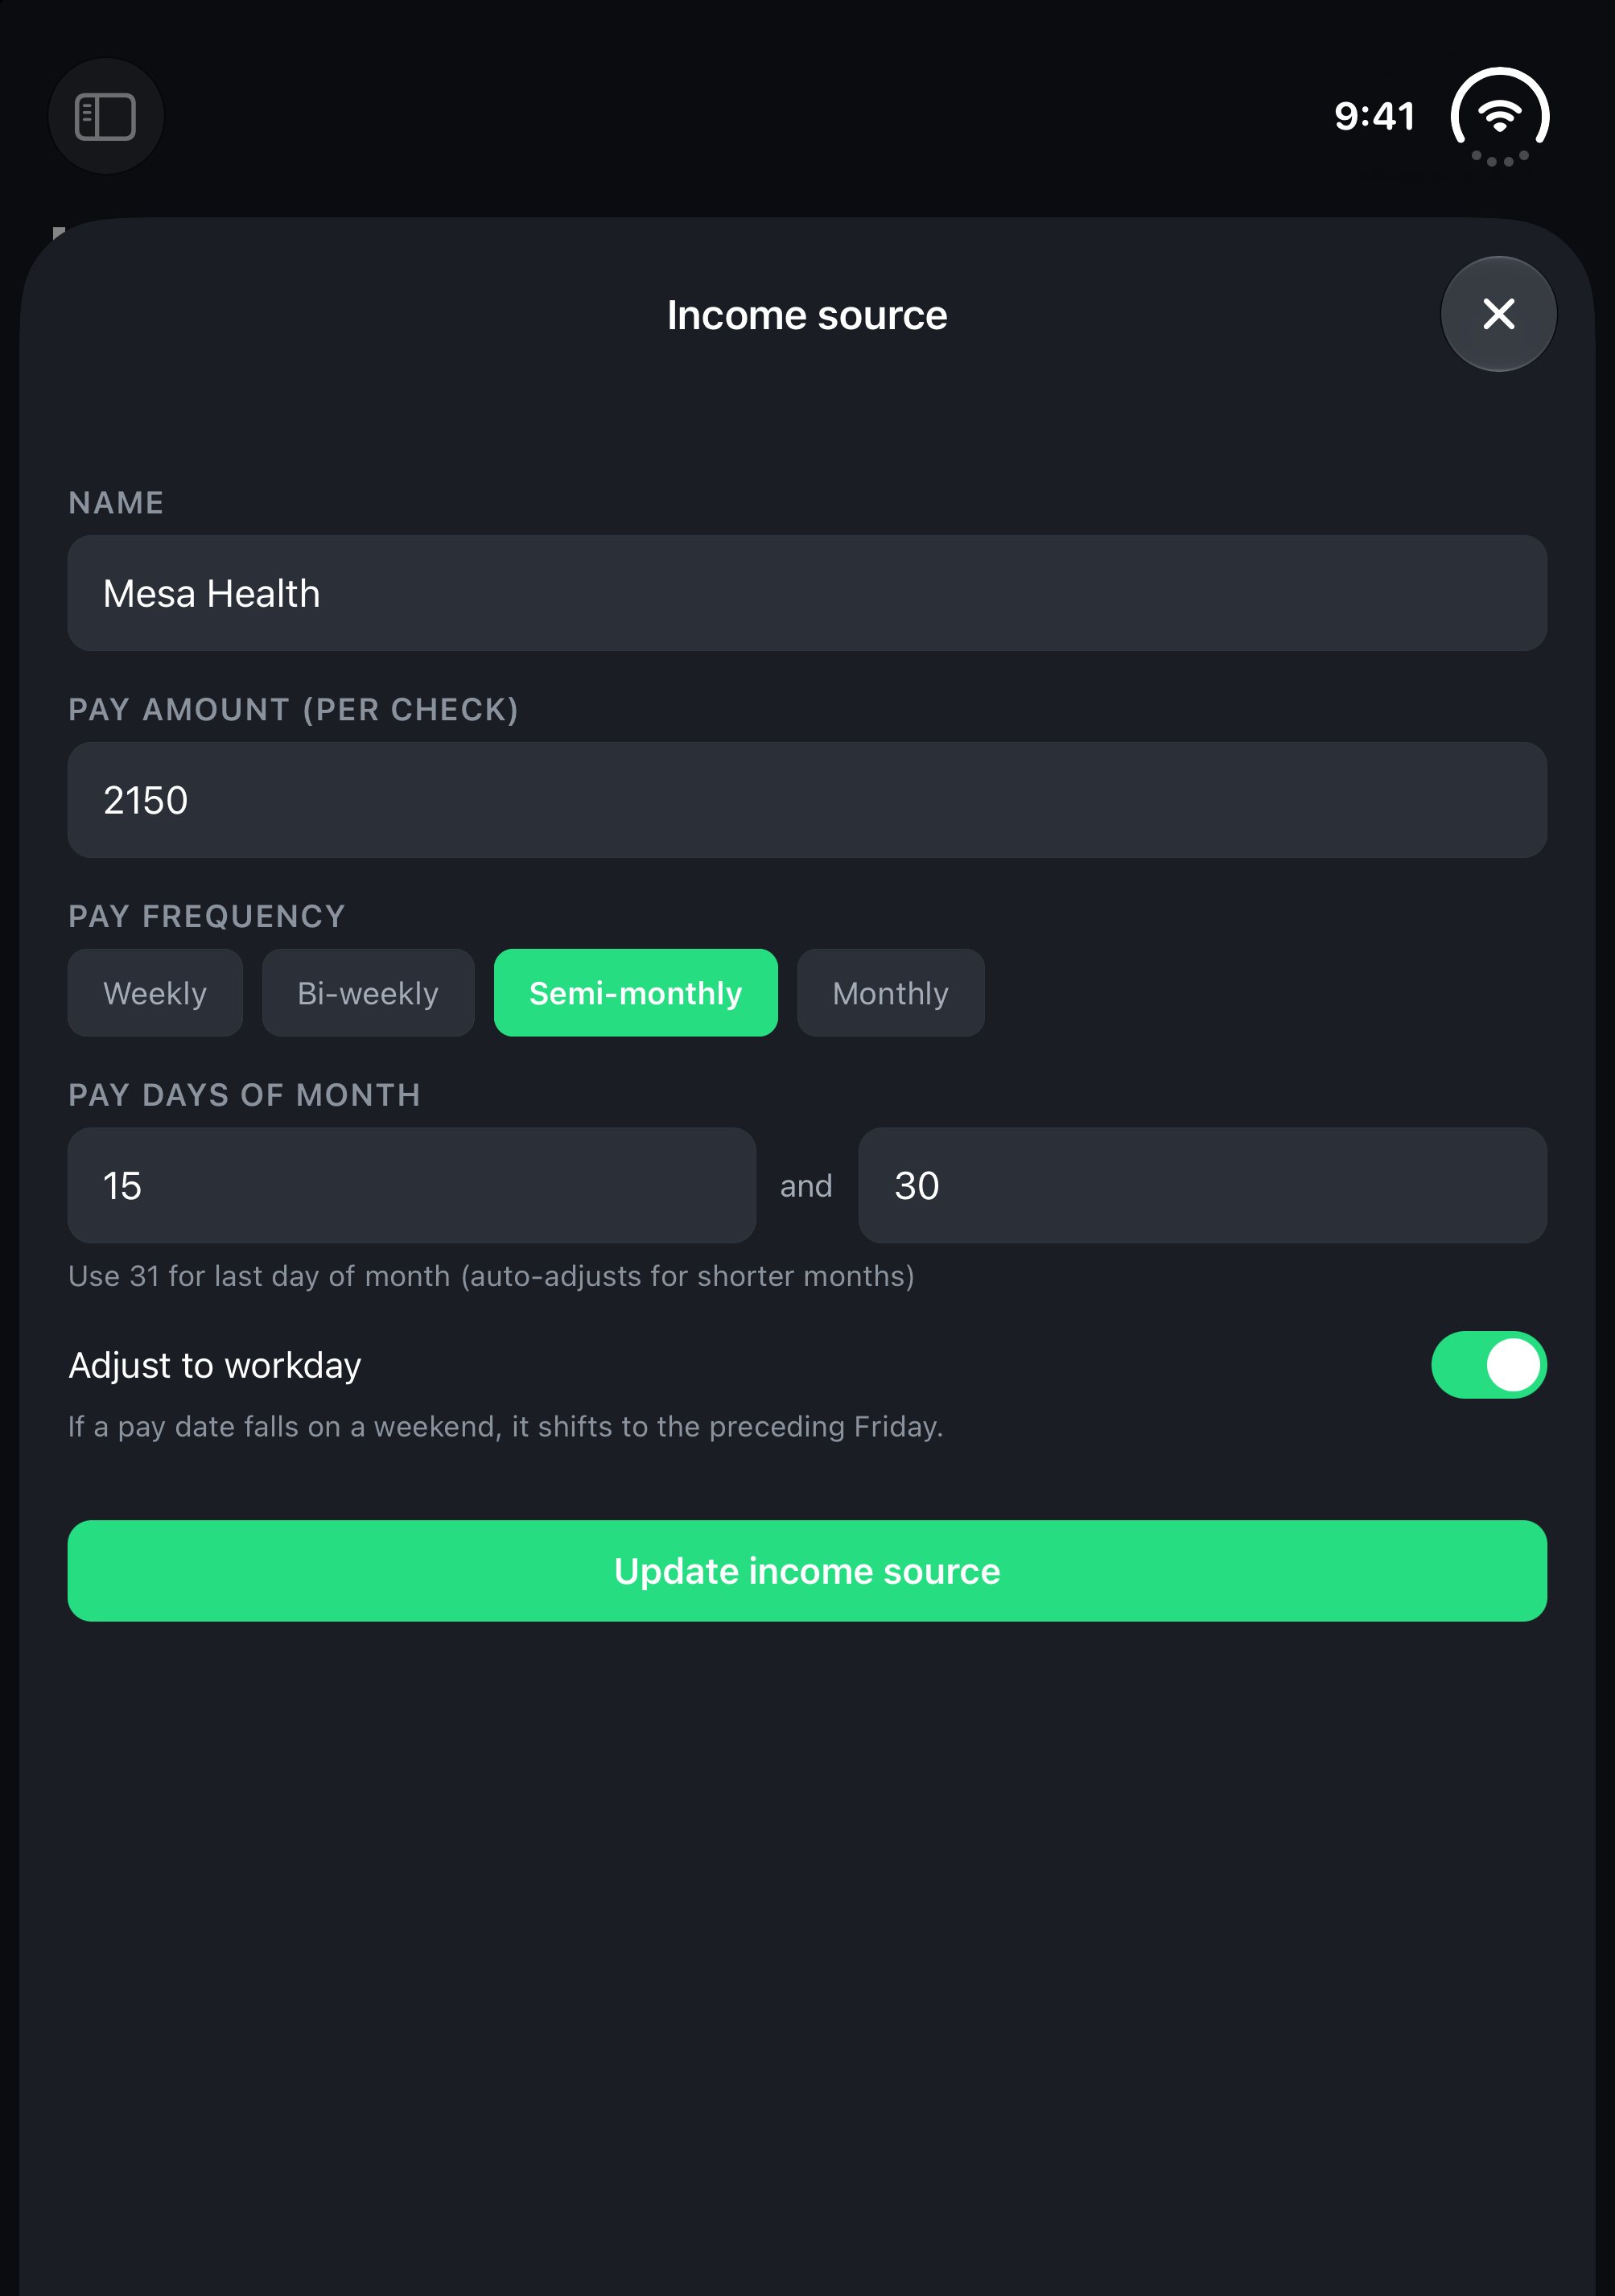 9:41
Income source
NAME
Mesa Health
PAY AMOUNT (PER CHECK)
2150
PAY FREQUENCY
Weekly Bi-weekly Semi-monthly Monthly
PAY DAYS OF MONTH
15 and 30
Use 31 for last day of month (auto-adjusts for shorter months)
Adjust to workday
If a pay date falls on a weekend, it shifts to the preceding Friday.
Update income source